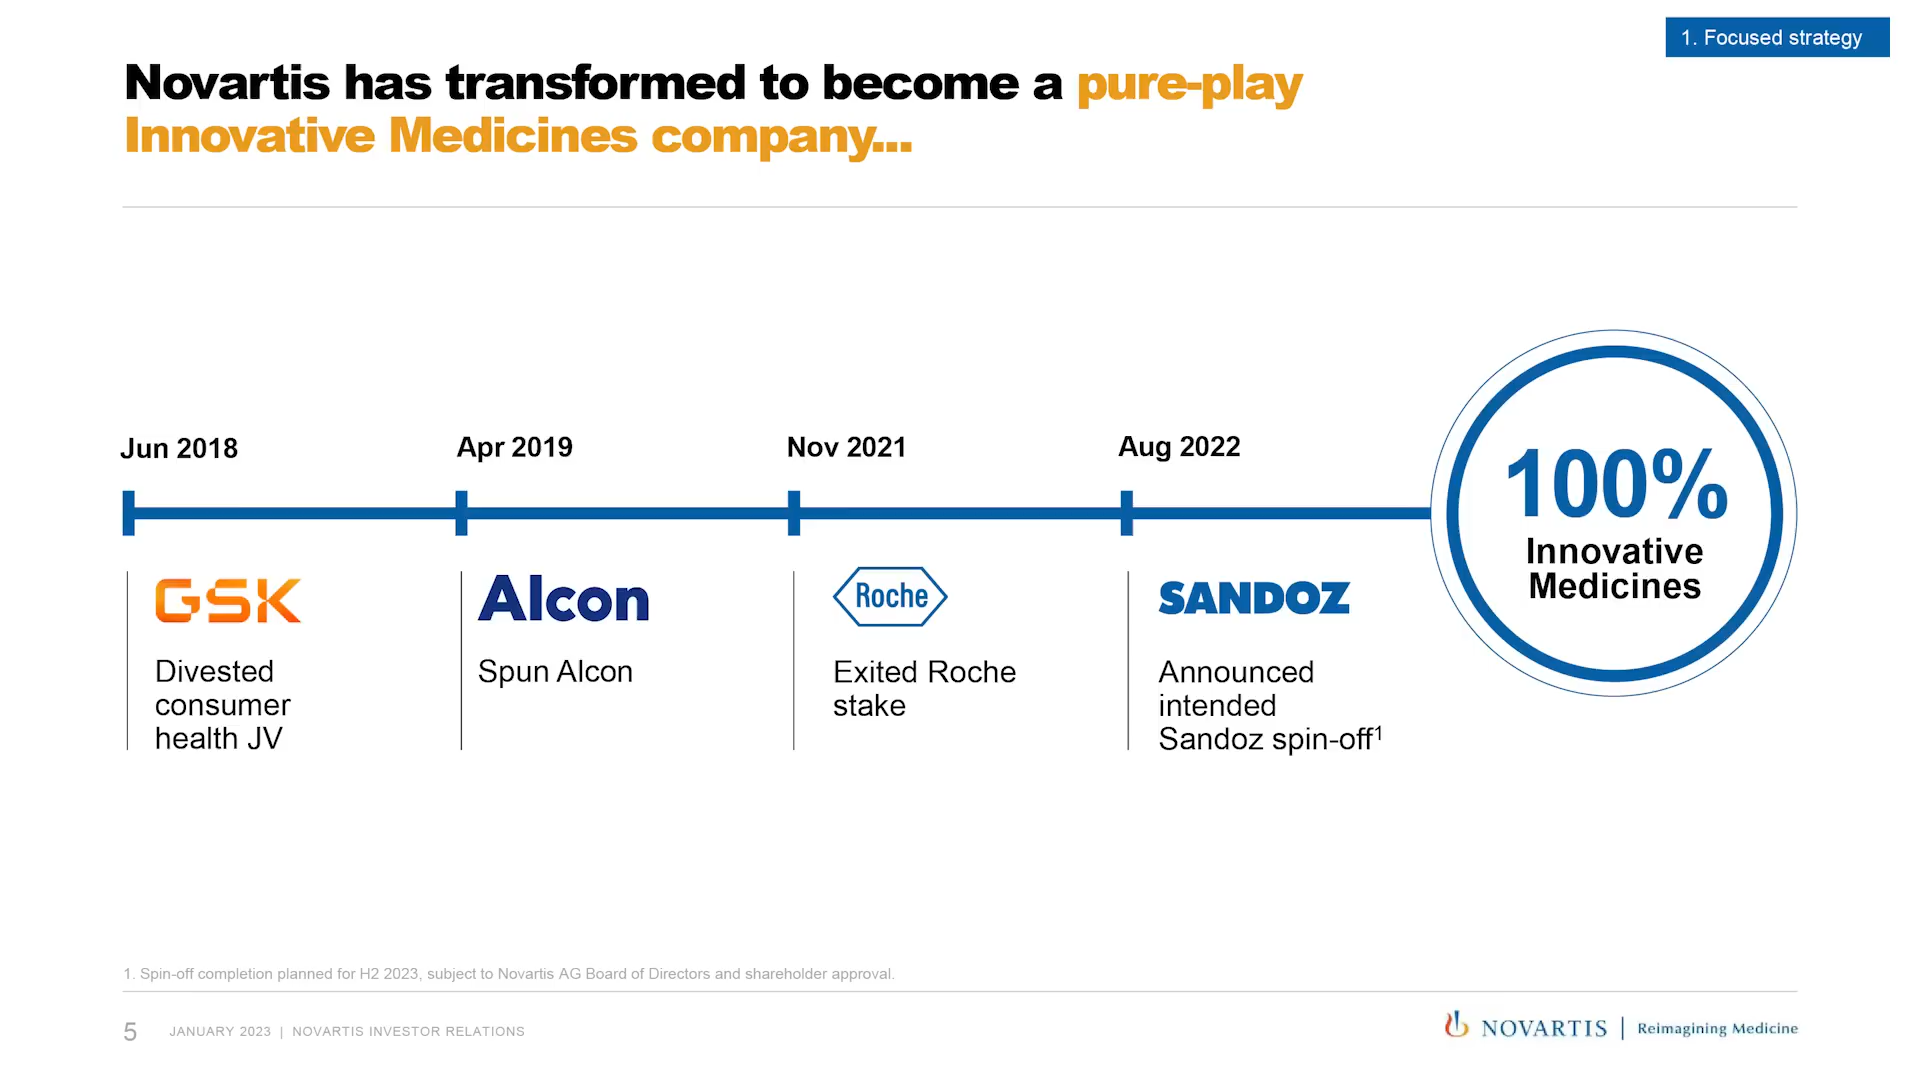 1. Focused strategy
Novartis has transformed to become a pure-play
Innovative Medicines company...
Jun 2018
Apr 2019
Nov 2021
Aug 2022
GSK
Divested
consumer
health JV
Alcon
Spun Alcon
Roche
Exited Roche
stake
SANDOZ
Announced
intended
Sandoz spin-off¹
100%
Innovative
Medicines
1. Spin-off completion planned for H2 2023, subject to Novartis AG Board of Directors and shareholder approval.
5 JANUARY 2023 | NOVARTIS INVESTOR RELATIONS
NOVARTIS | Reimagining Medicine